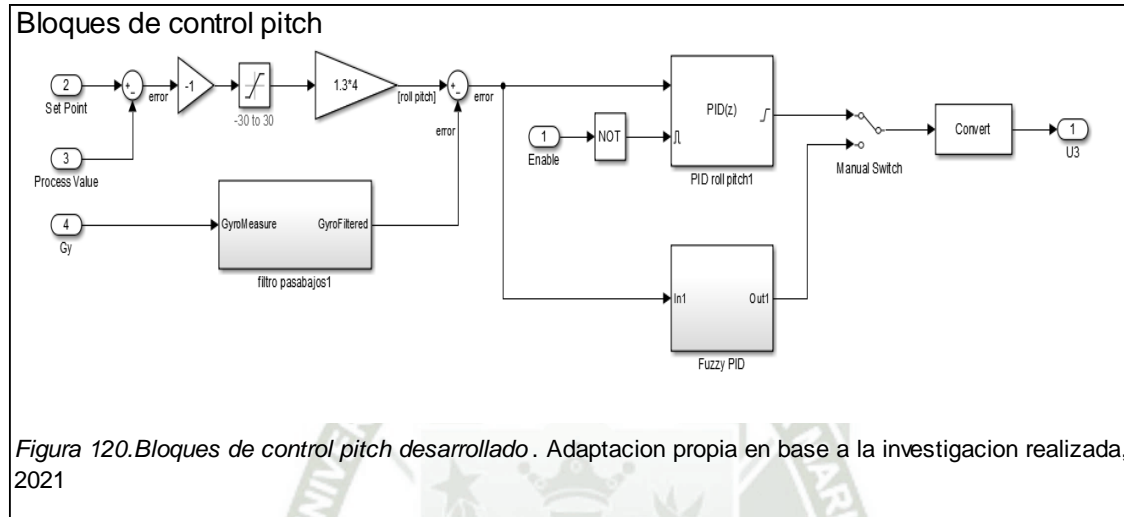 Bloques de control pitch
2
Set Point
+
-
error
-1
-30 to 30
1.3*4
[roll pitch]
+
-
error
error
3
Process Value
4
Gy
GyroMeasure
GyroFiltered
filtro pasabajos1
1
Enable
NOT
PID(z)
PID roll pitch1
Manual Switch
Convert
1
U3
In1
Out1
Fuzzy PID
Figura 120.Bloques de control pitch desarrollado. Adaptacion propia en base a la investigacion realizada,
2021